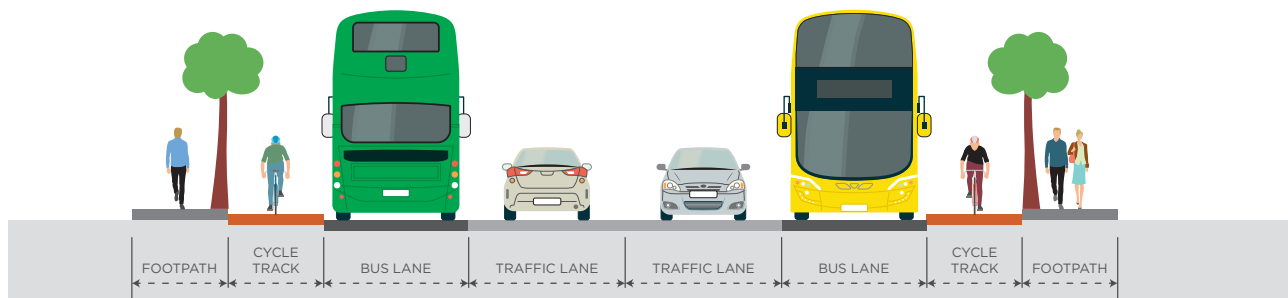 FOOTPATH
CYCLE
TRACK
BUS LANE
TRAFFIC LANE
TRAFFIC LANE
BUS LANE
CYCLE
TRACK
FOOTPATH